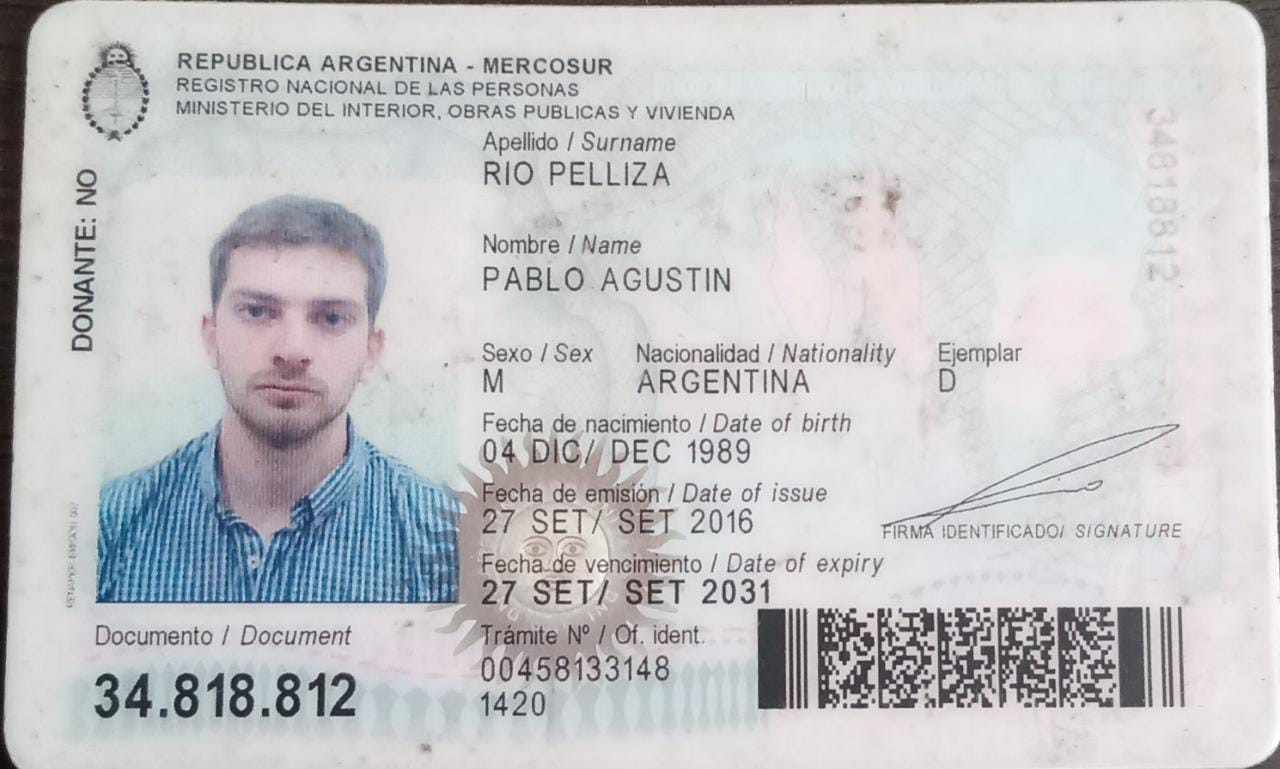 REPUBLICA ARGENTINA - MERCOSUR
REGISTRO NACIONAL DE LAS PERSONAS
MINISTERIO DEL INTERIOR, OBRAS PUBLICAS Y VIVIENDA
Apellido / Surname
RIO PELLIZA
Nombre / Name
PABLO AGUSTIN
Sexo / Sex Nacionalidad / Nationality Ejemplar
M ARGENTINA D
Fecha de nacimiento / Date of birth
04 DIC/ DEC 1989
Fecha de emisión / Date of issue
27 SET/ SET 2016
FIRMA IDENTIFICADO/ SIGNATURE
Fecha de vencimiento / Date of expiry
27 SET/ SET 2031
Documento / Document
34.818.812
Trámite Nº / Of. ident.
00458133148
1420
DONANTE: NO
34818812